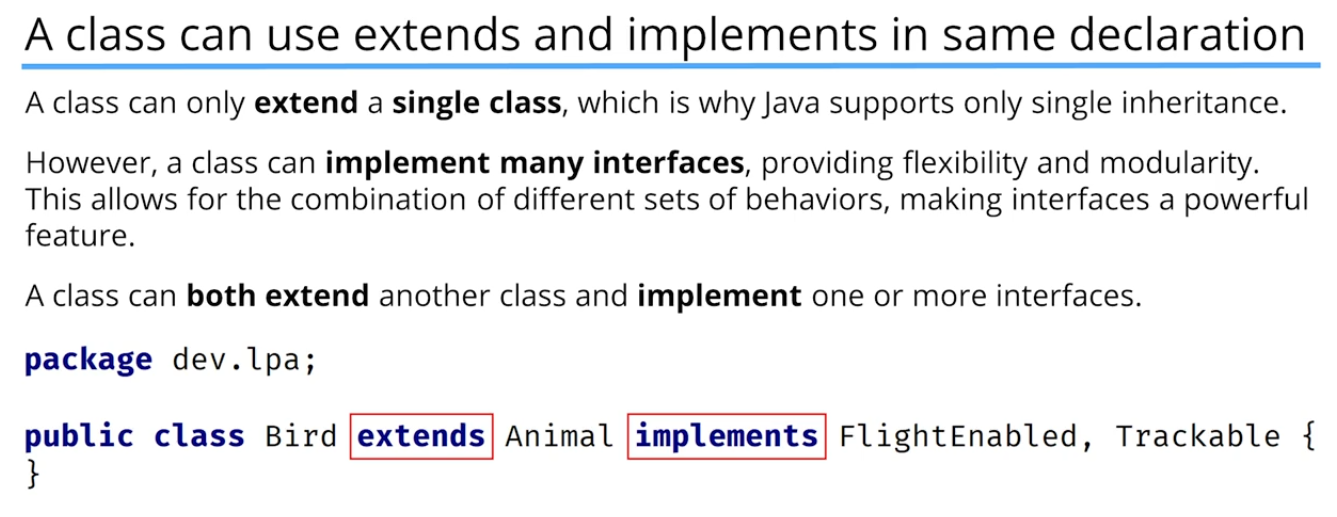 A class can use extends and implements in same declaration
A class can only extend a single class, which is why Java supports only single inheritance.
However, a class can implement many interfaces, providing flexibility and modularity.
This allows for the combination of different sets of behaviors, making interfaces a powerful
feature.
A class can both extend another class and implement one or more interfaces.
package dev.lpa;
public class Bird extends Animal implements FlightEnabled, Trackable {
}